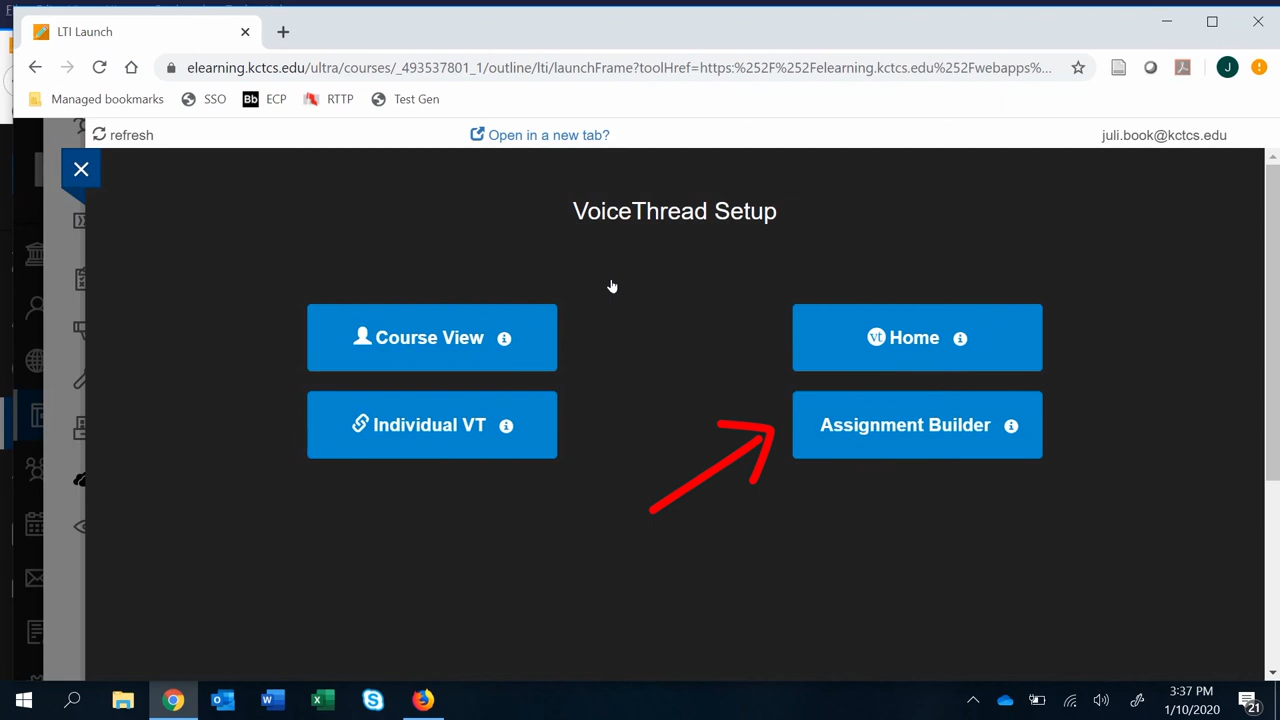 LTI Launch
elearning.kctcs.edu/ultra/courses/_493537801_1/outline/lti/launchFrame?toolHref=https:%252F%252Felearning.kctcs.edu%252Fwebapps%...
J
Managed bookmarks
SSO
Bb
ECP
RTTP
Test Gen
refresh
Open in a new tab?
juli.book@kctcs.edu
VoiceThread Setup
Course View
vt Home
Individual VT
Assignment Builder
3:37 PM
1/10/2020
21